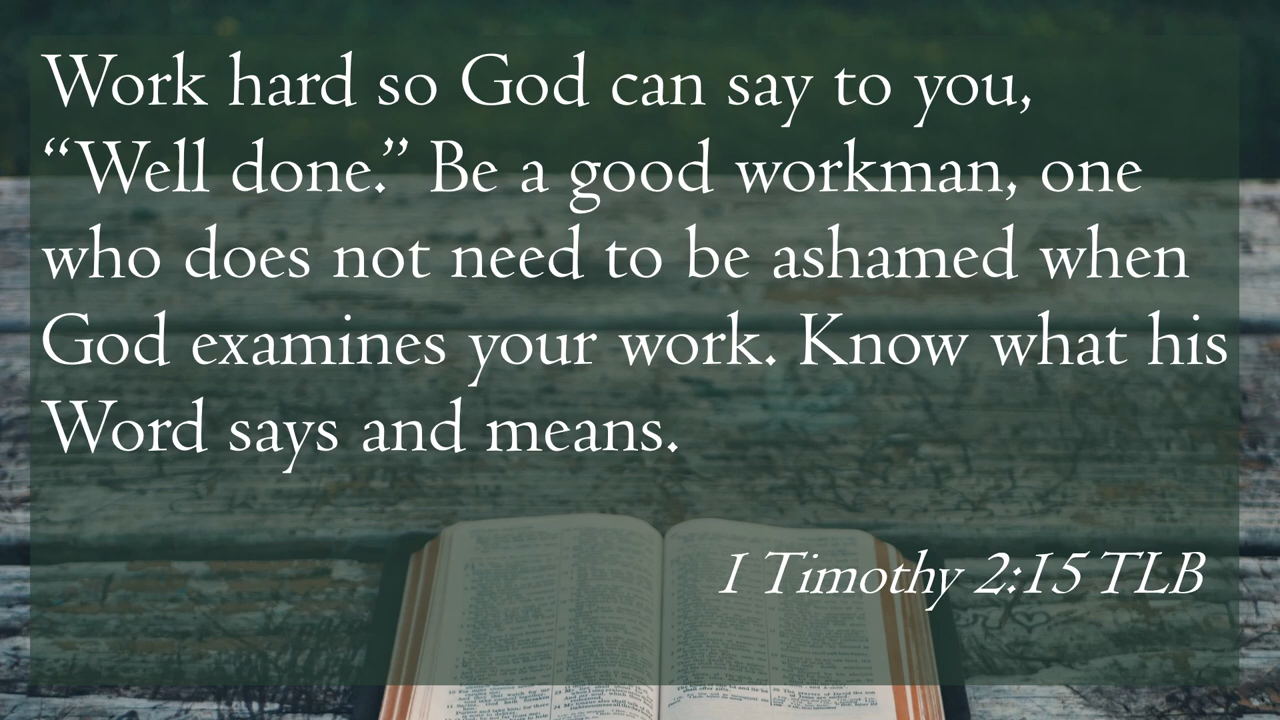 Work hard so God can say to you,
“Well done.” Be a good workman, one
who does not need to be ashamed when
God examines your work. Know what his
Word says and means.
1 Timothy 2:15 TLB